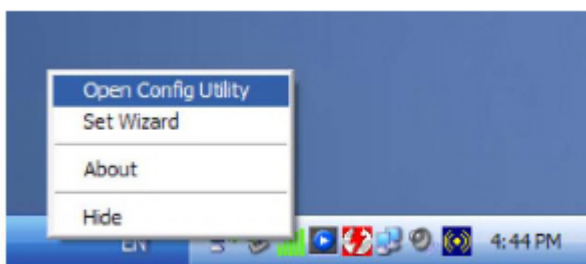 Open Config Utility
Set Wizard
About
Hide
EN
4:44 PM